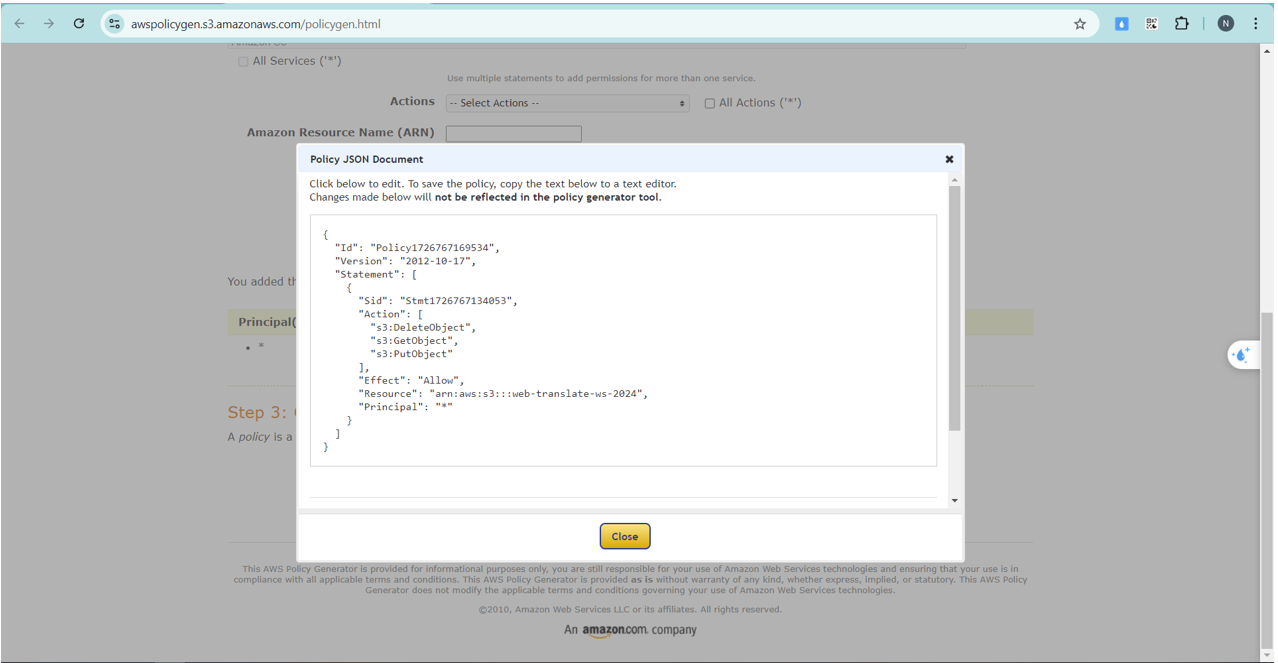 awspolicygen.s3.amazonaws.com/policygen.html
N
All Services ('*')
Use multiple statements to add permissions for more than one service.
Actions -- Select Actions -- All Actions ('*')
Amazon Resource Name (ARN)
Policy JSON Document
Click below to edit. To save the policy, copy the text below to a text editor.
Changes made below will not be reflected in the policy generator tool.
{
"Id": "Policy1726767169534",
"Version": "2012-10-17",
"Statement": [
{
"Sid": "Stmt1726767134053",
"Action": [
"s3:DeleteObject",
"s3:GetObject",
"s3:PutObject"
],
"Effect": "Allow",
"Resource": "arn:aws:s3:::web-translate-ws-2024",
"Principal": "*"
}
]
}
You added th
Principal(
• *
Step 3:
A policy is a
Close
This AWS Policy Generator is provided for informational purposes only, you are still responsible for your use of Amazon Web Services technologies and ensuring that your use is in
compliance with all applicable terms and conditions. This AWS Policy Generator is provided as is without warranty of any kind, whether express, implied, or statutory. This AWS Policy
Generator does not modify the applicable terms and conditions governing your use of Amazon Web Services technologies.
©2010, Amazon Web Services LLC or its affiliates. All rights reserved.
An amazon.com. company